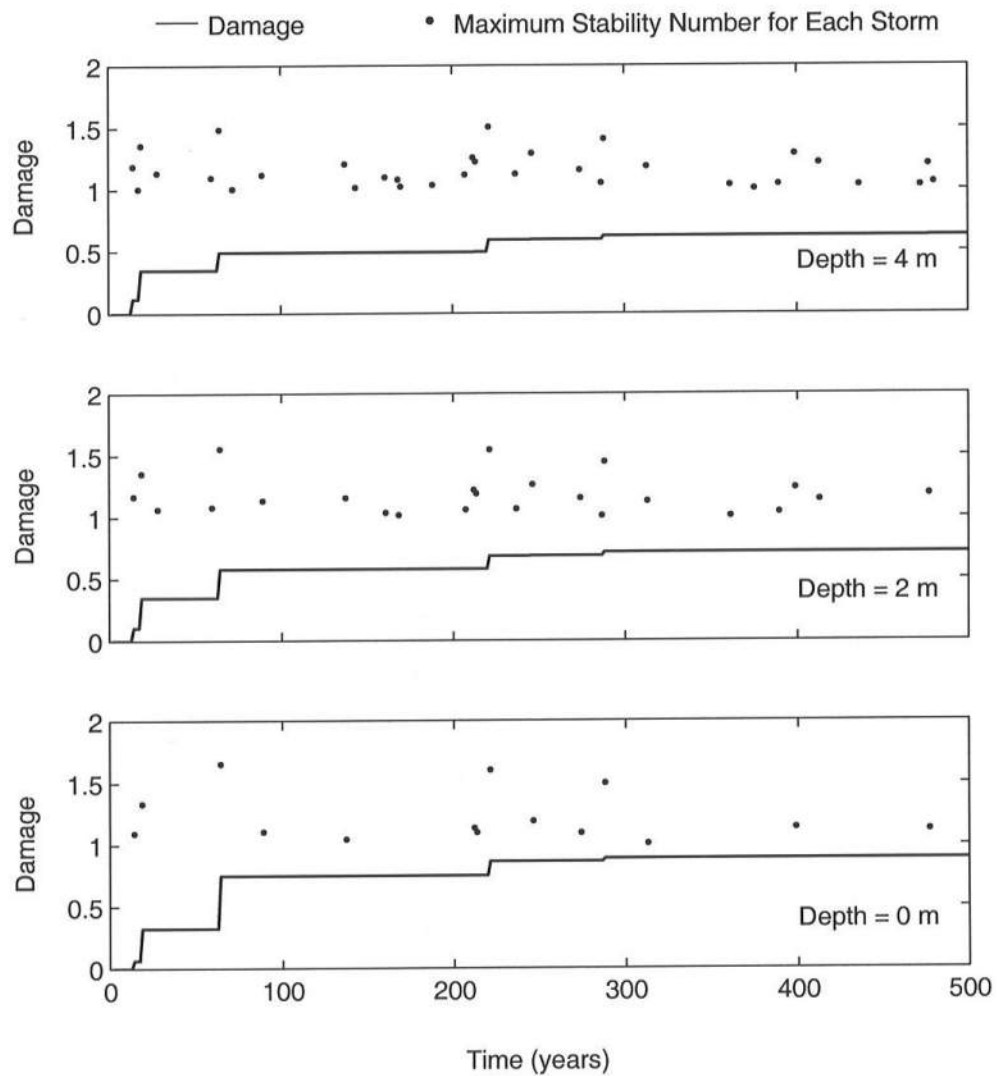 Damage
Maximum Stability Number for Each Storm
2
1.5
1
0.5
0
Damage
Depth = 4 m
2
1.5
1
0.5
0
Damage
Depth = 2 m
2
1.5
1
0.5
0
Damage
Depth = 0 m
0 100 200 300 400 500
Time (years)